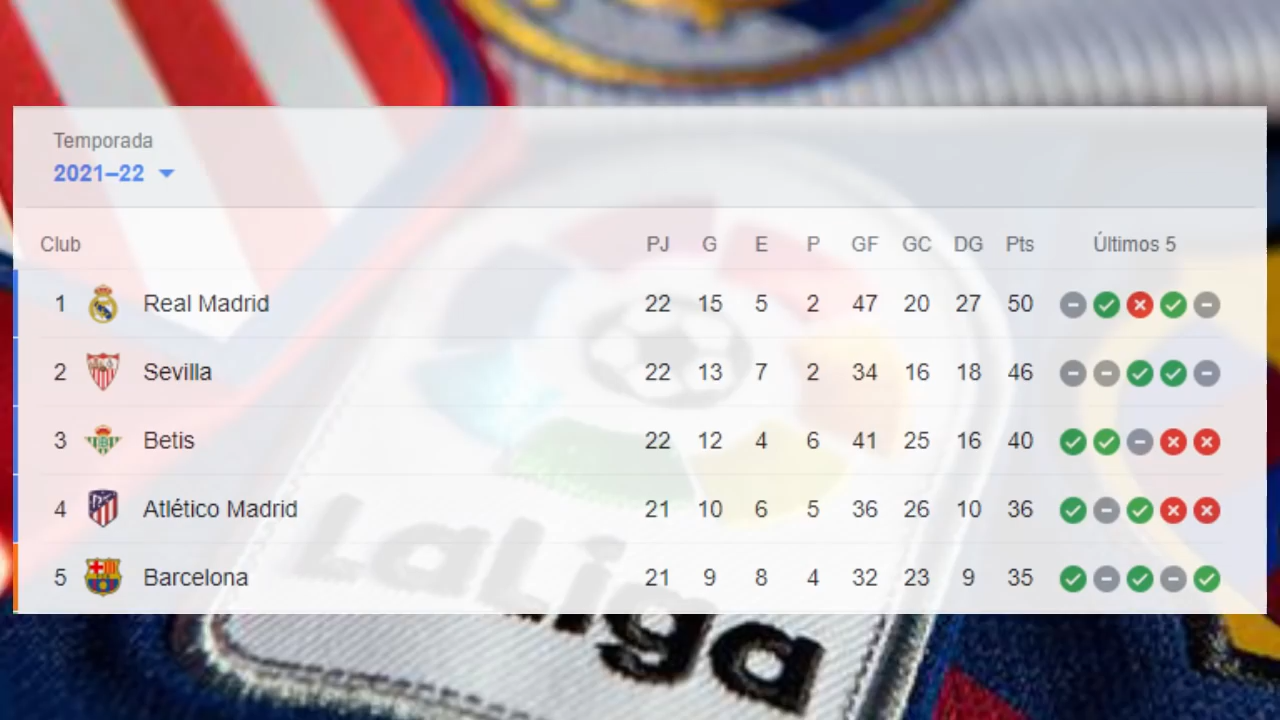 Temporada
2021–22
Club PJ G E P GF GC DG Pts Últimos 5
1 Real Madrid 22 15 5 2 47 20 27 50
2 Sevilla 22 13 7 2 34 16 18 46
3 Betis 22 12 4 6 41 25 16 40
4 Atlético Madrid 21 10 6 5 36 26 10 36
5 Barcelona 21 9 8 4 32 23 9 35
LaLiga